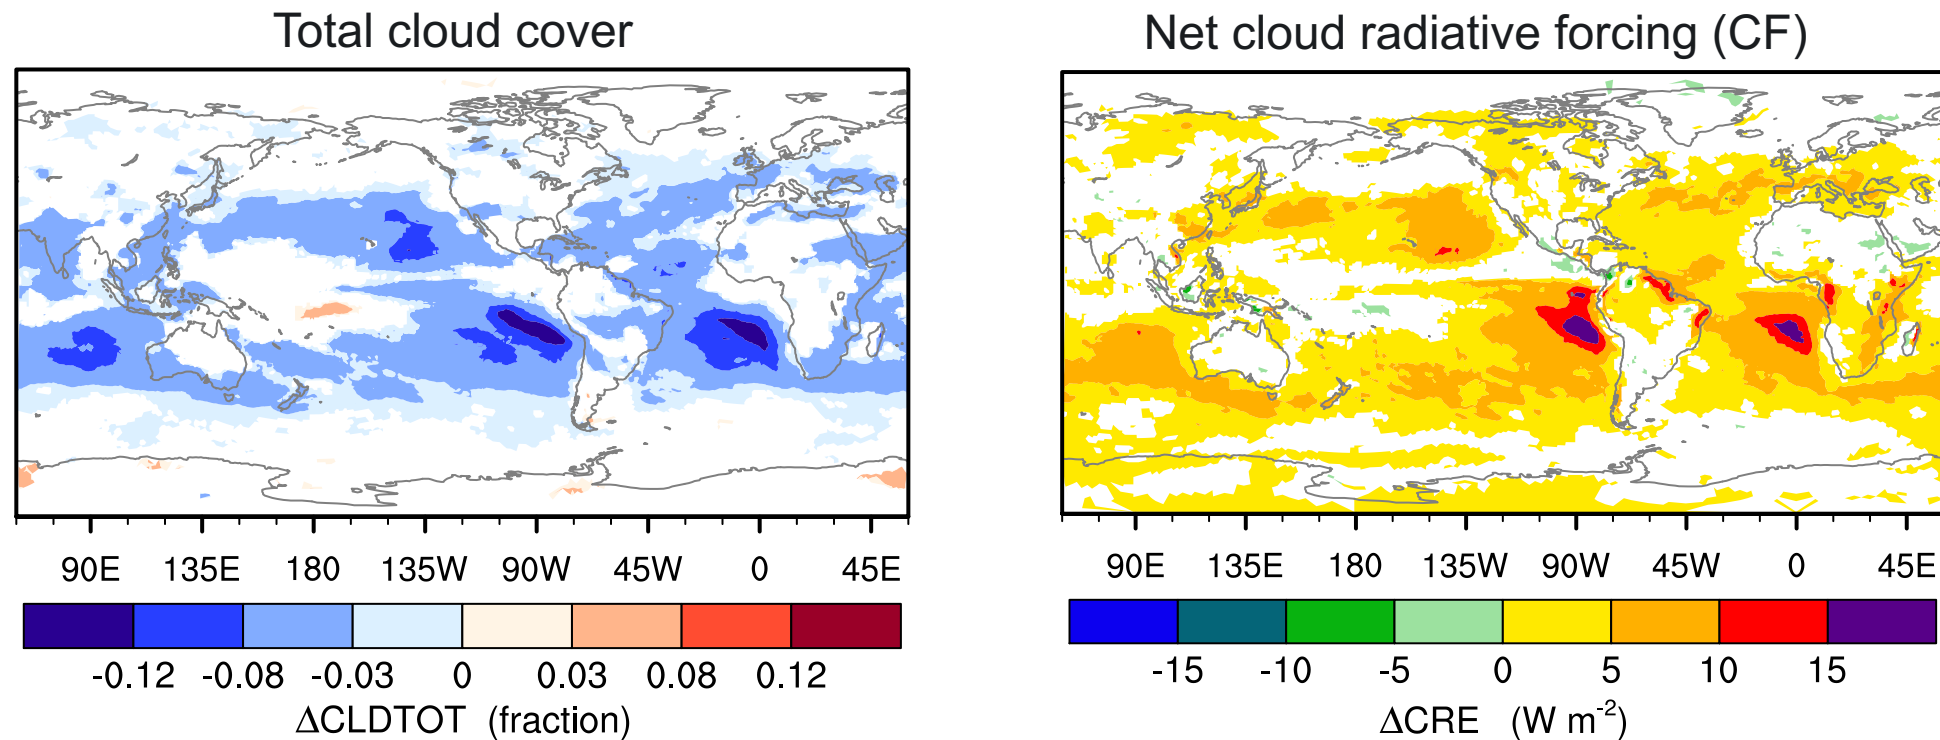 Total cloud cover
Net cloud radiative forcing (CF)
90E 135E 180 135W 90W 45W 0 45E
90E 135E 180 135W 90W 45W 0 45E
-0.12 -0.08 -0.03 0 0.03 0.08 0.12
-15 -10 -5 0 5 10 15
ΔCLDTOT (fraction)
ΔCRE (W m⁻²)